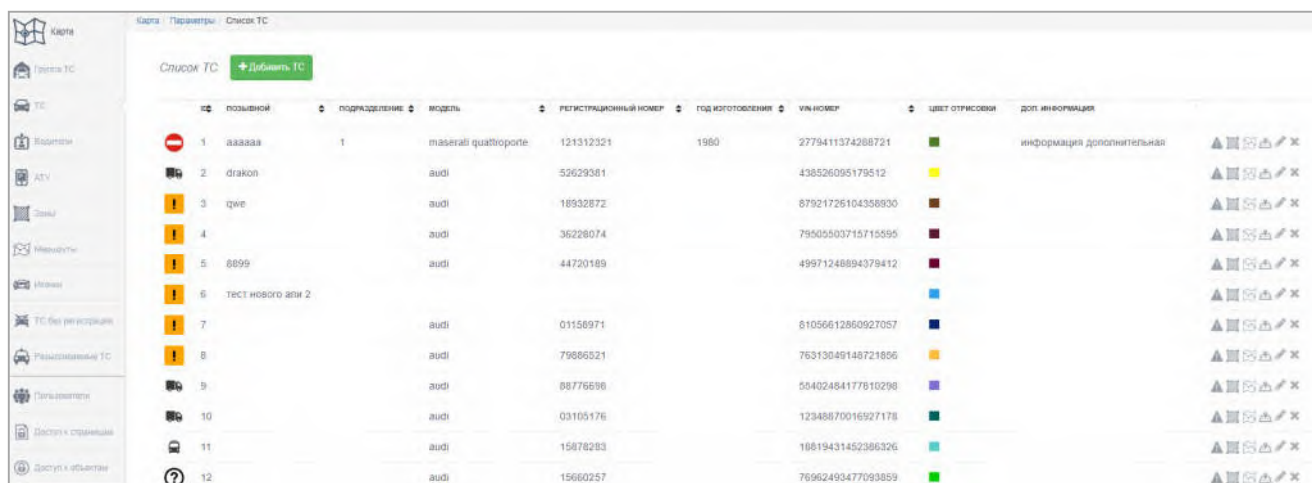 Карта / Параметры / Список ТС
Карта
Группа ТС
ТС
Водители
АТУ
Зоны
Маршруты
Иконки
ТС без регистрации
Разыскиваемые ТС
Пользователи
Доступ к страницам
Доступ к объектам
Список ТС +Добавить ТС
ID ПОЗЫВНОЙ ПОДРАЗДЕЛЕНИЕ МОДЕЛЬ РЕГИСТРАЦИОННЫЙ НОМЕР ГОД ИЗГОТОВЛЕНИЯ VIN-НОМЕР ЦВЕТ ОТРИСОВКИ ДОП. ИНФОРМАЦИЯ
1 aaaaaa 1 maserati quattroporte 121312321 1980 2779411374288721 информация дополнительная
2 drakon audi 52629381 438526095179512
3 qwe audi 18932872 87921726104358930
4 audi 36228074 79505503715715595
5 8899 audi 44720189 49971248894379412
6 тест нового апи 2
7 audi 01158971 81056612860927057
8 audi 79886521 76313049148721856
9 audi 88776696 55402484177810298
10 audi 03105176 12348870016927178
11 audi 15878283 18819431452386326
12 audi 15660257 76962493477093859